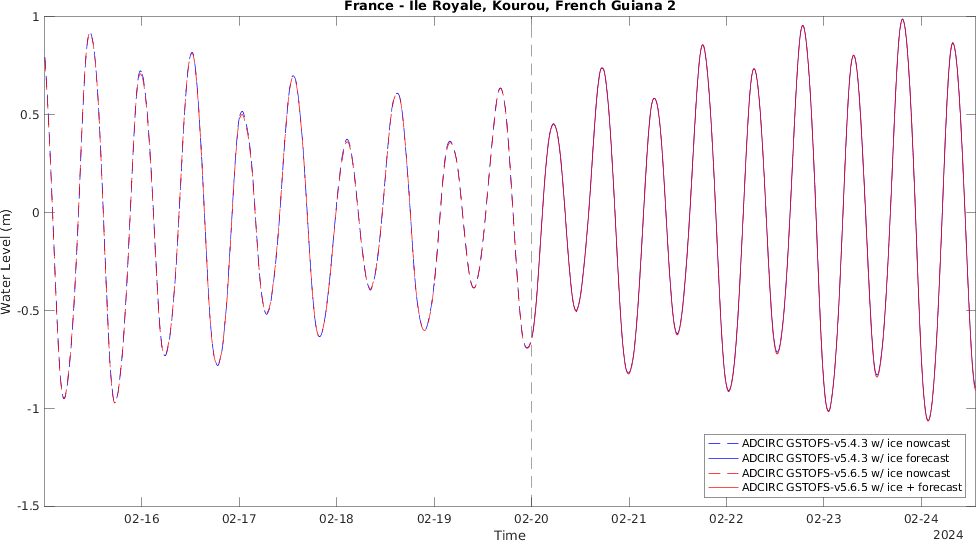 France - Ile Royale, Kourou, French Guiana 2
1
0.5
0
-0.5
-1
-1.5
Water Level (m)
ADCIRC GSTOFS-v5.4.3 w/ ice nowcast
ADCIRC GSTOFS-v5.4.3 w/ ice forecast
ADCIRC GSTOFS-v5.6.5 w/ ice nowcast
ADCIRC GSTOFS-v5.6.5 w/ ice + forecast
02-16 02-17 02-18 02-19 02-20 02-21 02-22 02-23 02-24
Time
2024